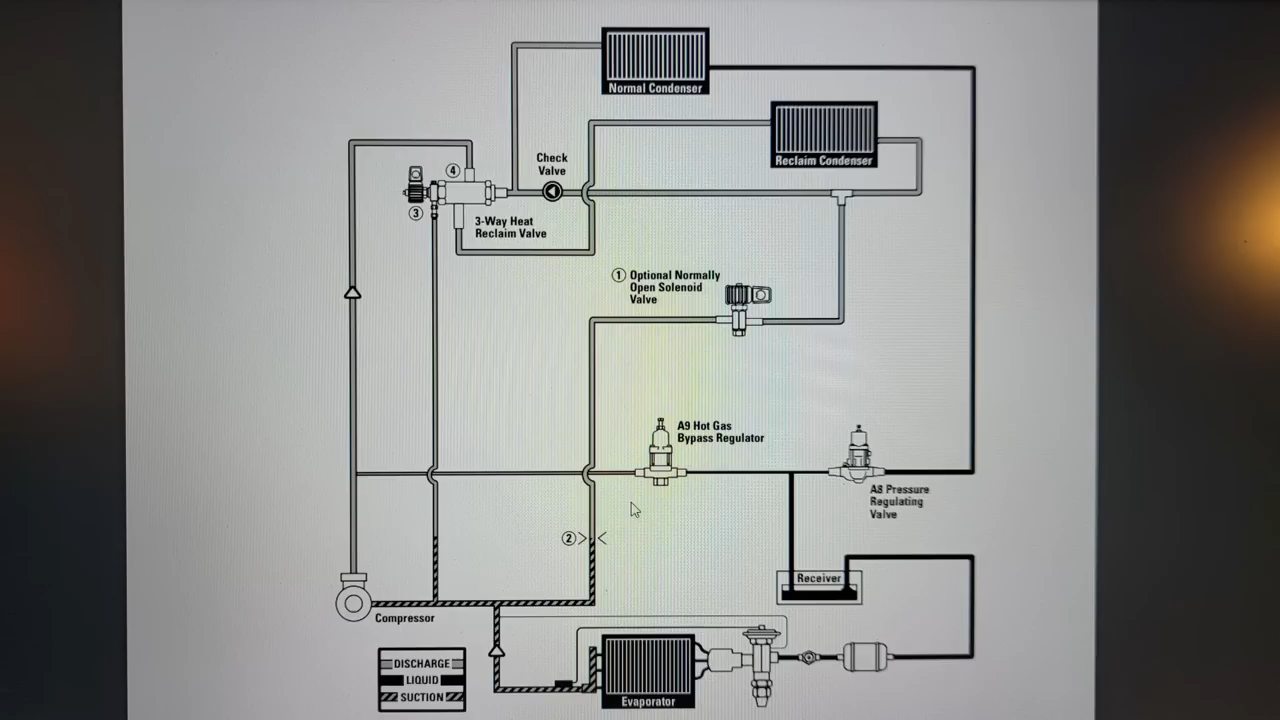 Normal Condenser
Reclaim Condenser
Check
Valve
4
3
3-Way Heat
Reclaim Valve
1 Optional Normally
Open Solenoid
Valve
A9 Hot Gas
Bypass Regulator
A8 Pressure
Regulating
Valve
2
Receiver
Compressor
DISCHARGE
LIQUID
SUCTION
Evaporator